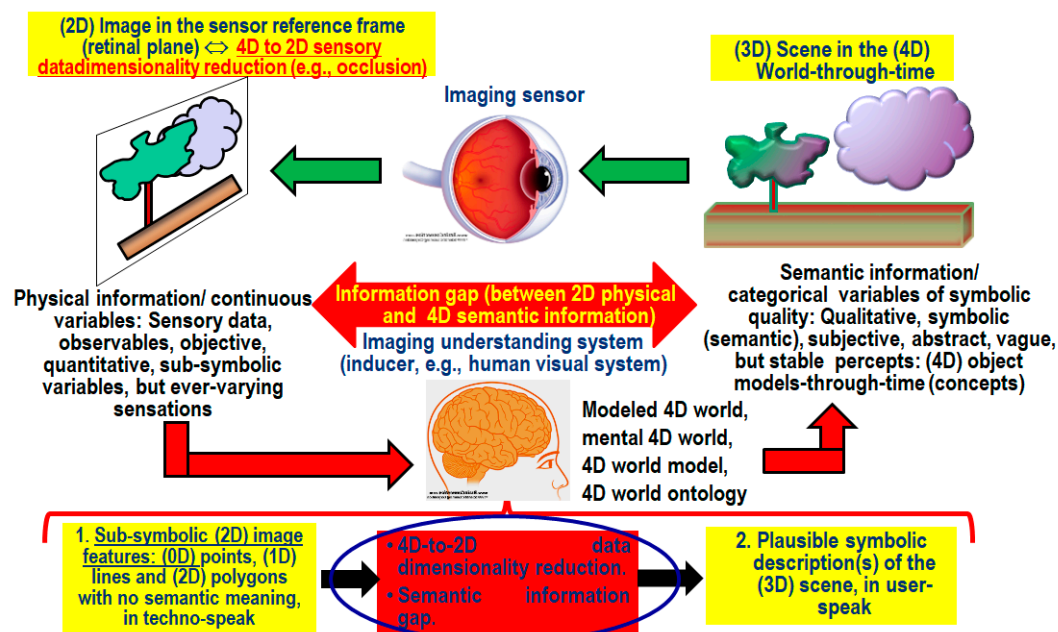 (2D) Image in the sensor reference frame
(retinal plane) ⇔ 4D to 2D sensory
datadimensionality reduction (e.g., occlusion)
Imaging sensor
(3D) Scene in the (4D)
World-through-time
Physical information/ continuous
variables: Sensory data,
observables, objective,
quantitative, sub-symbolic
variables, but ever-varying
sensations
Information gap (between 2D physical
and 4D semantic information)
Imaging understanding system
(inducer, e.g., human visual system)
Semantic information/
categorical variables of symbolic
quality: Qualitative, symbolic
(semantic), subjective, abstract, vague,
but stable percepts: (4D) object
models-through-time (concepts)
Modeled 4D world,
mental 4D world,
4D world model,
4D world ontology
1. Sub-symbolic (2D) image
features: (0D) points, (1D)
lines and (2D) polygons
with no semantic meaning,
in techno-speak
• 4D-to-2D data
dimensionality reduction.
• Semantic information
gap.
2. Plausible symbolic
description(s) of the
(3D) scene, in user-
speak